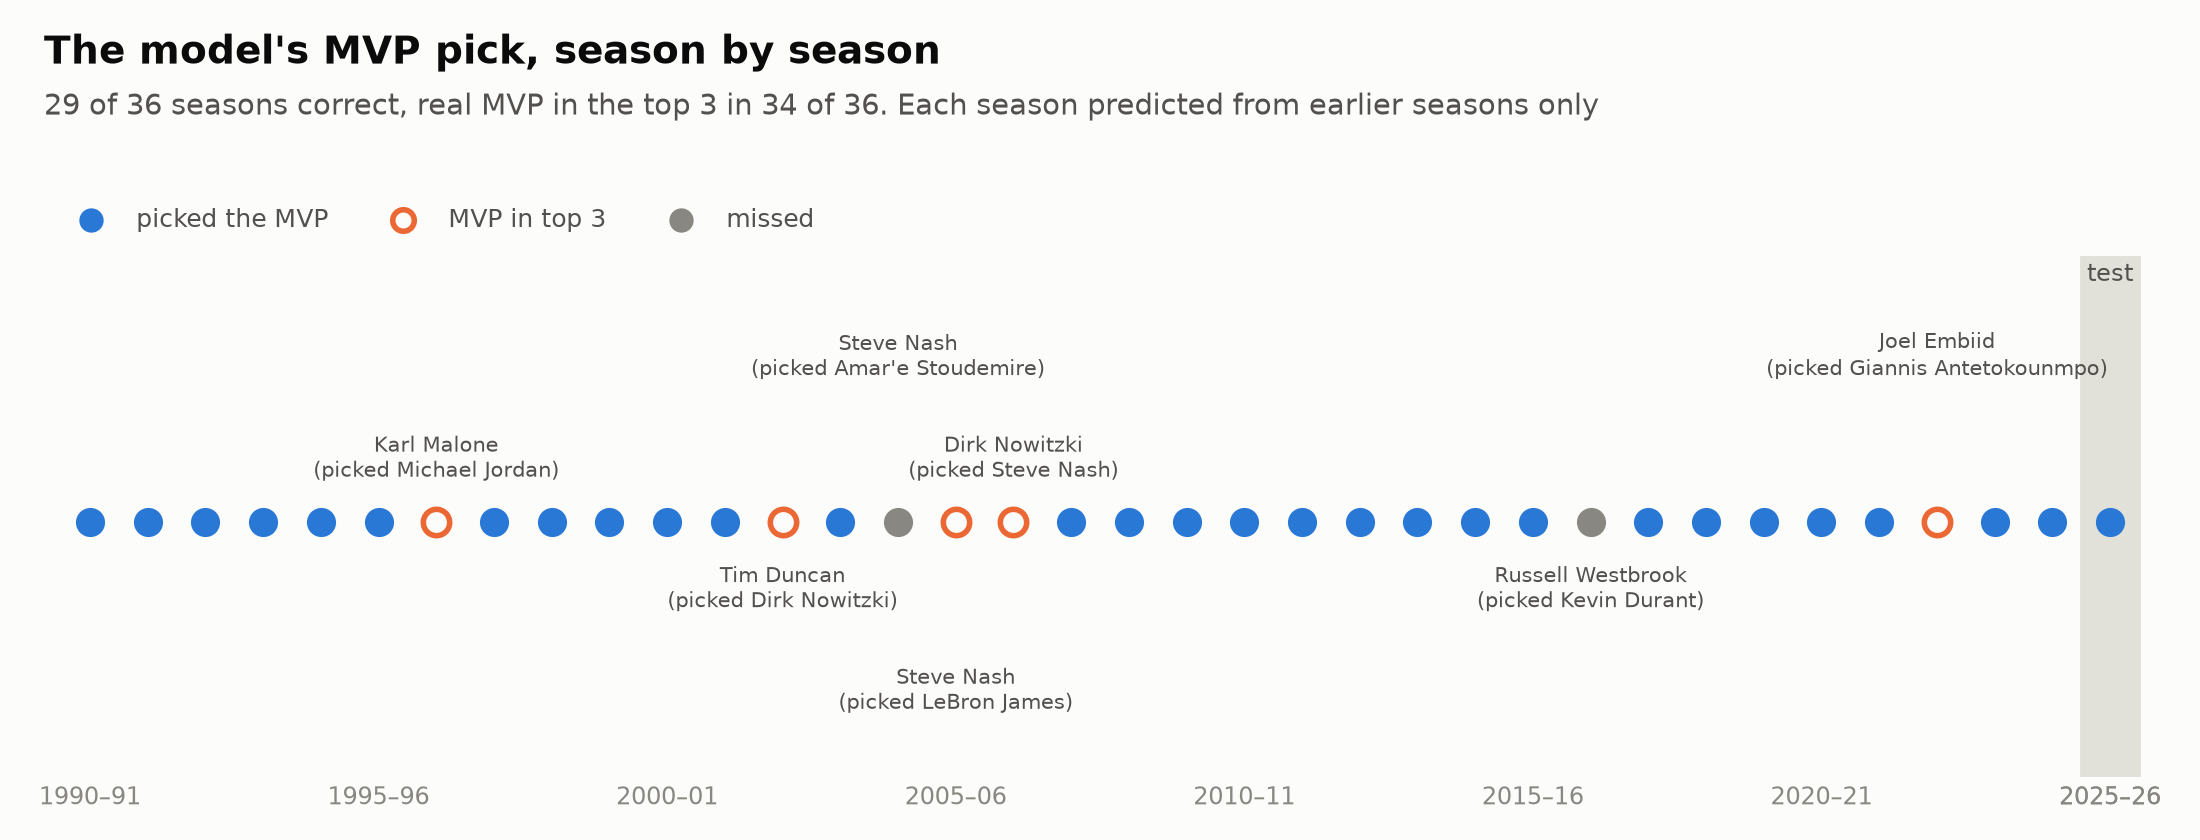 The model's MVP pick, season by season
29 of 36 seasons correct, real MVP in the top 3 in 34 of 36. Each season predicted from earlier seasons only
picked the MVP
MVP in top 3
missed
test
Steve Nash
(picked Amar'e Stoudemire)
Joel Embiid
(picked Giannis Antetokounmpo)
Karl Malone
(picked Michael Jordan)
Dirk Nowitzki
(picked Steve Nash)
Tim Duncan
(picked Dirk Nowitzki)
Russell Westbrook
(picked Kevin Durant)
Steve Nash
(picked LeBron James)
1990–91
1995–96
2000–01
2005–06
2010–11
2015–16
2020–21
2025–26